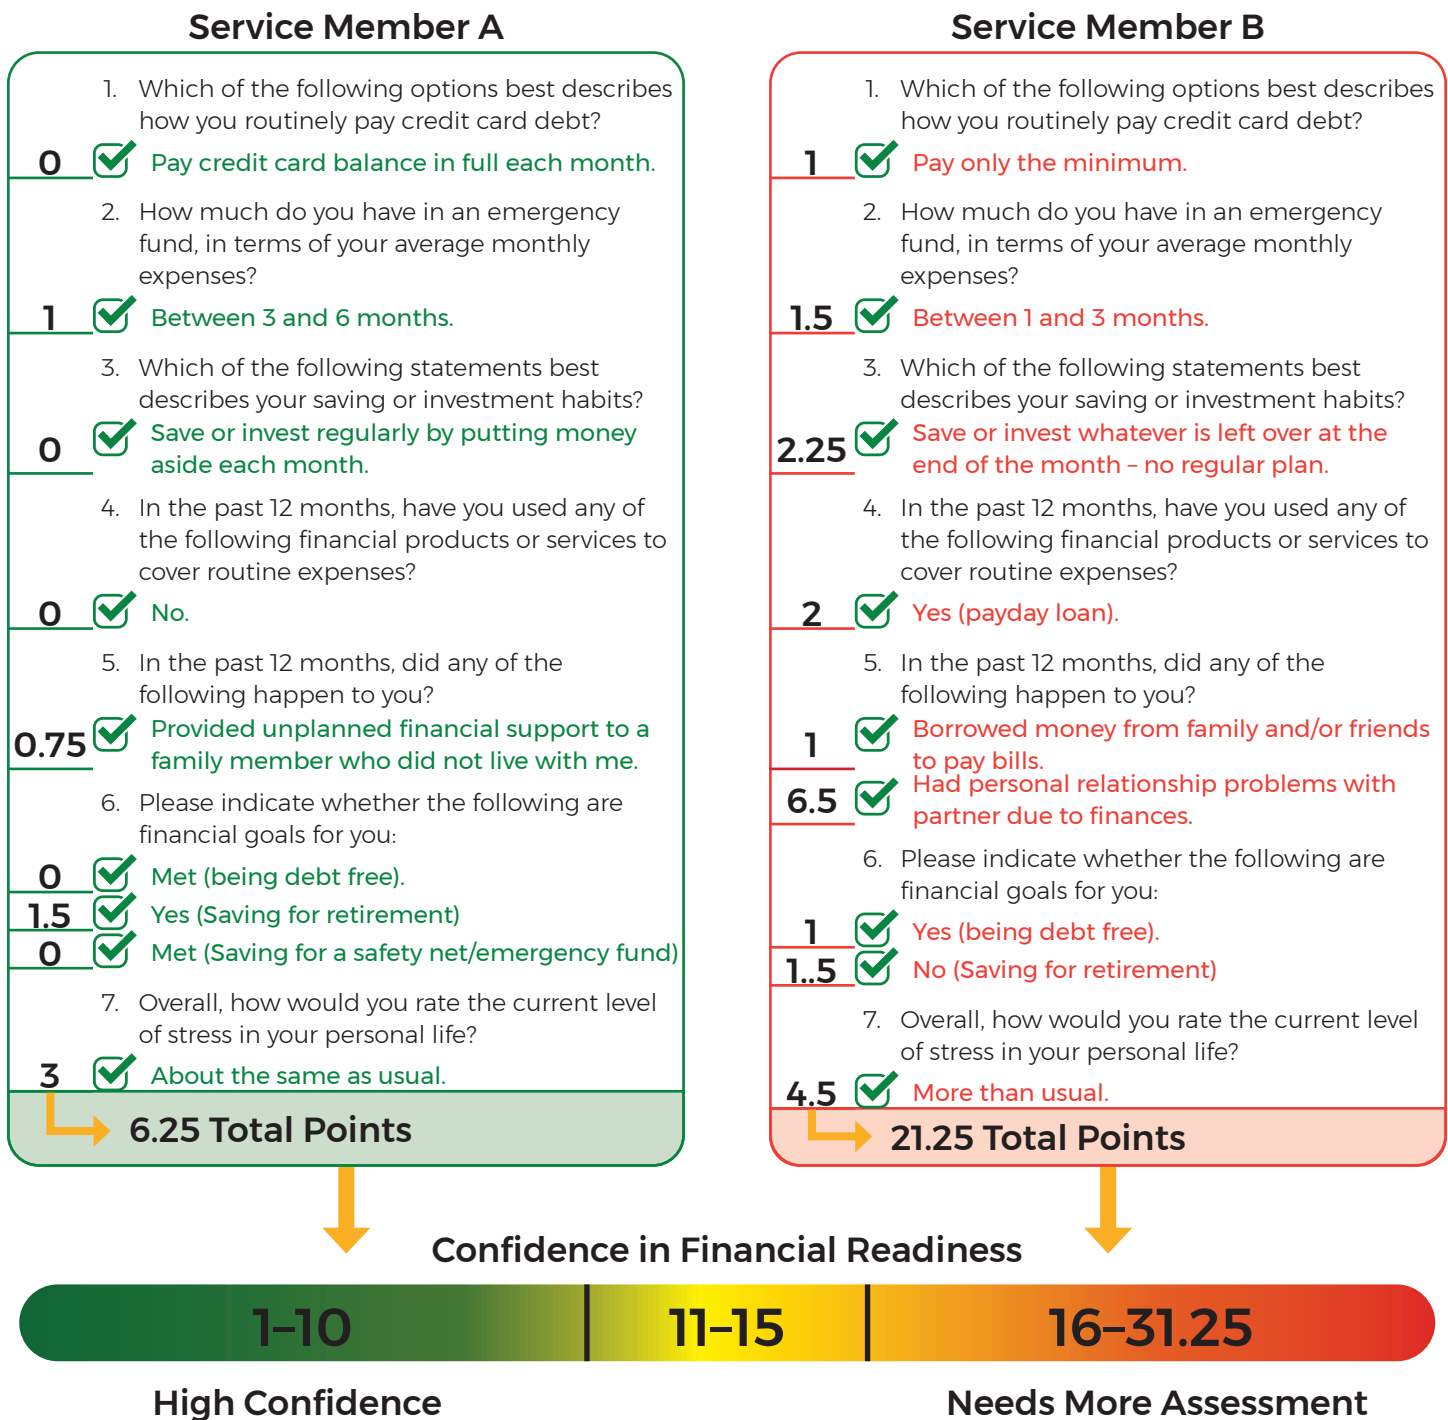 Service Member A
1. Which of the following options best describes
how you routinely pay credit card debt?
0 Pay credit card balance in full each month.
2. How much do you have in an emergency
fund, in terms of your average monthly
expenses?
1 Between 3 and 6 months.
3. Which of the following statements best
describes your saving or investment habits?
0 Save or invest regularly by putting money
aside each month.
4. In the past 12 months, have you used any of
the following financial products or services to
cover routine expenses?
0 No.
5. In the past 12 months, did any of the
following happen to you?
0.75 Provided unplanned financial support to a
family member who did not live with me.
6. Please indicate whether the following are
financial goals for you:
0 Met (being debt free).
1.5 Yes (Saving for retirement)
0 Met (Saving for a safety net/emergency fund)
7. Overall, how would you rate the current level
of stress in your personal life?
3 About the same as usual.
6.25 Total Points
Service Member B
1. Which of the following options best describes
how you routinely pay credit card debt?
1 Pay only the minimum.
2. How much do you have in an emergency
fund, in terms of your average monthly
expenses?
1.5 Between 1 and 3 months.
3. Which of the following statements best
describes your saving or investment habits?
2.25 Save or invest whatever is left over at the
end of the month – no regular plan.
4. In the past 12 months, have you used any of
the following financial products or services to
cover routine expenses?
2 Yes (payday loan).
5. In the past 12 months, did any of the
following happen to you?
1 Borrowed money from family and/or friends
to pay bills.
6.5 Had personal relationship problems with
partner due to finances.
6. Please indicate whether the following are
financial goals for you:
1 Yes (being debt free).
1..5 No (Saving for retirement)
7. Overall, how would you rate the current level
of stress in your personal life?
4.5 More than usual.
21.25 Total Points
Confidence in Financial Readiness
1–10
11–15
16–31.25
High Confidence
Needs More Assessment